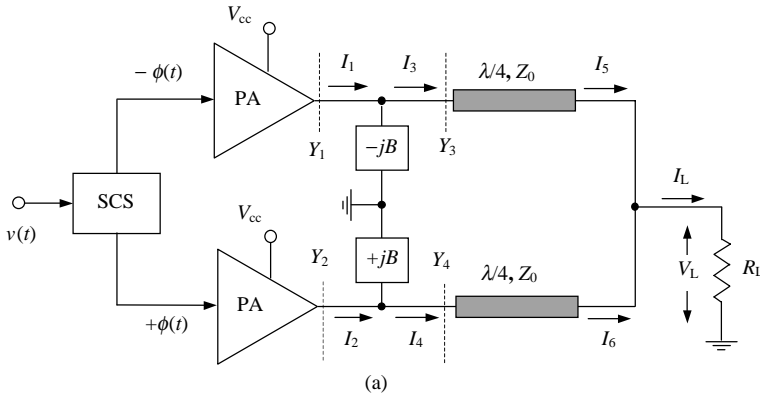 V_cc
− ϕ(t)
PA
I_1
I_3
λ/4, Z_0
I_5
Y_1
−jB
Y_3
SCS
v(t)
I_L
V_cc
+jB
Y_2
Y_4
λ/4, Z_0
V_L
R_L
PA
+ϕ(t)
I_2
I_4
I_6
(a)